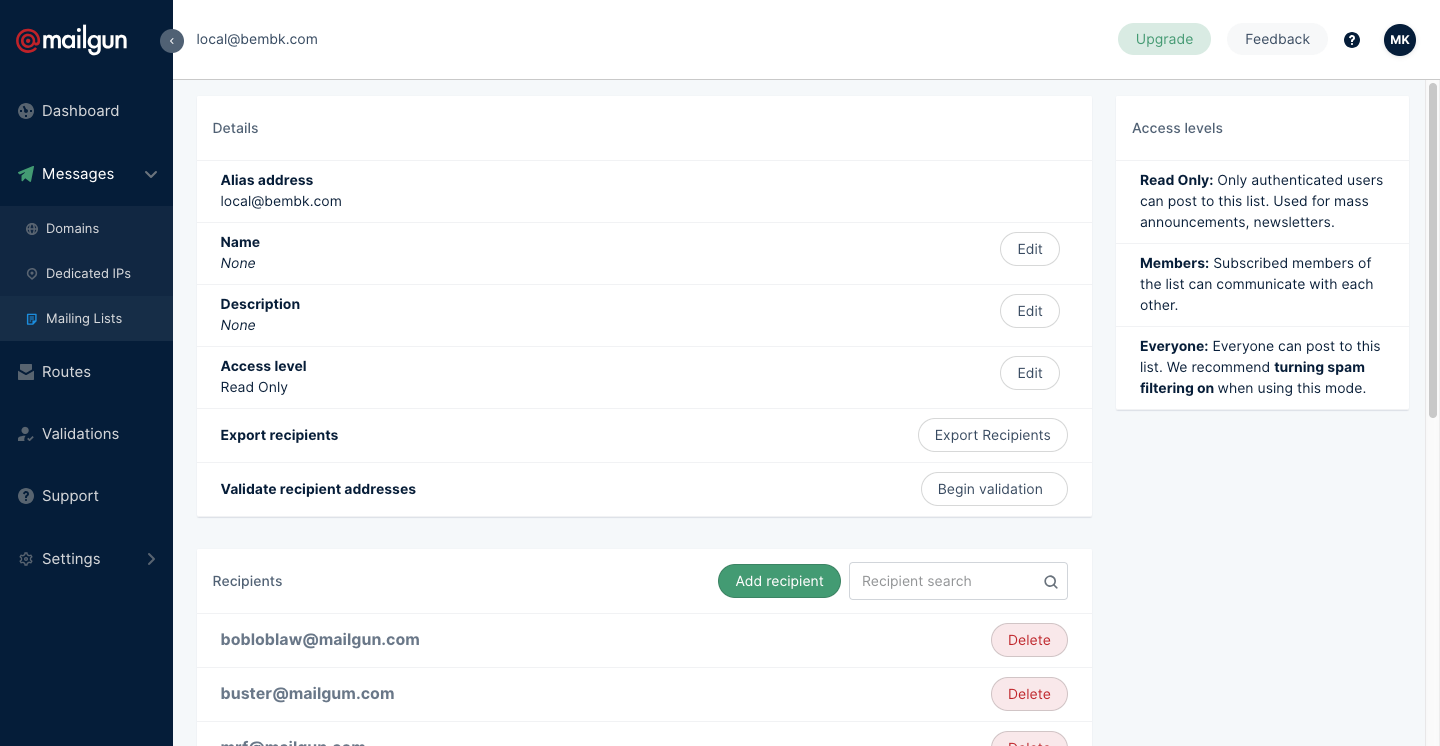 mailgun
local@bembk.com
Upgrade
Feedback
?
MK
Dashboard
Messages
Domains
Dedicated IPs
Mailing Lists
Routes
Validations
Support
Settings
Details
Alias address
local@bembk.com
Name
None
Edit
Description
None
Edit
Access level
Read Only
Edit
Export recipients
Export Recipients
Validate recipient addresses
Begin validation
Recipients
Add recipient
Recipient search
bobloblaw@mailgun.com
Delete
buster@mailgum.com
Delete
mrf@mailgun.com
Delete
Access levels
Read Only: Only authenticated users
can post to this list. Used for mass
announcements, newsletters.
Members: Subscribed members of
the list can communicate with each
other.
Everyone: Everyone can post to this
list. We recommend turning spam
filtering on when using this mode.